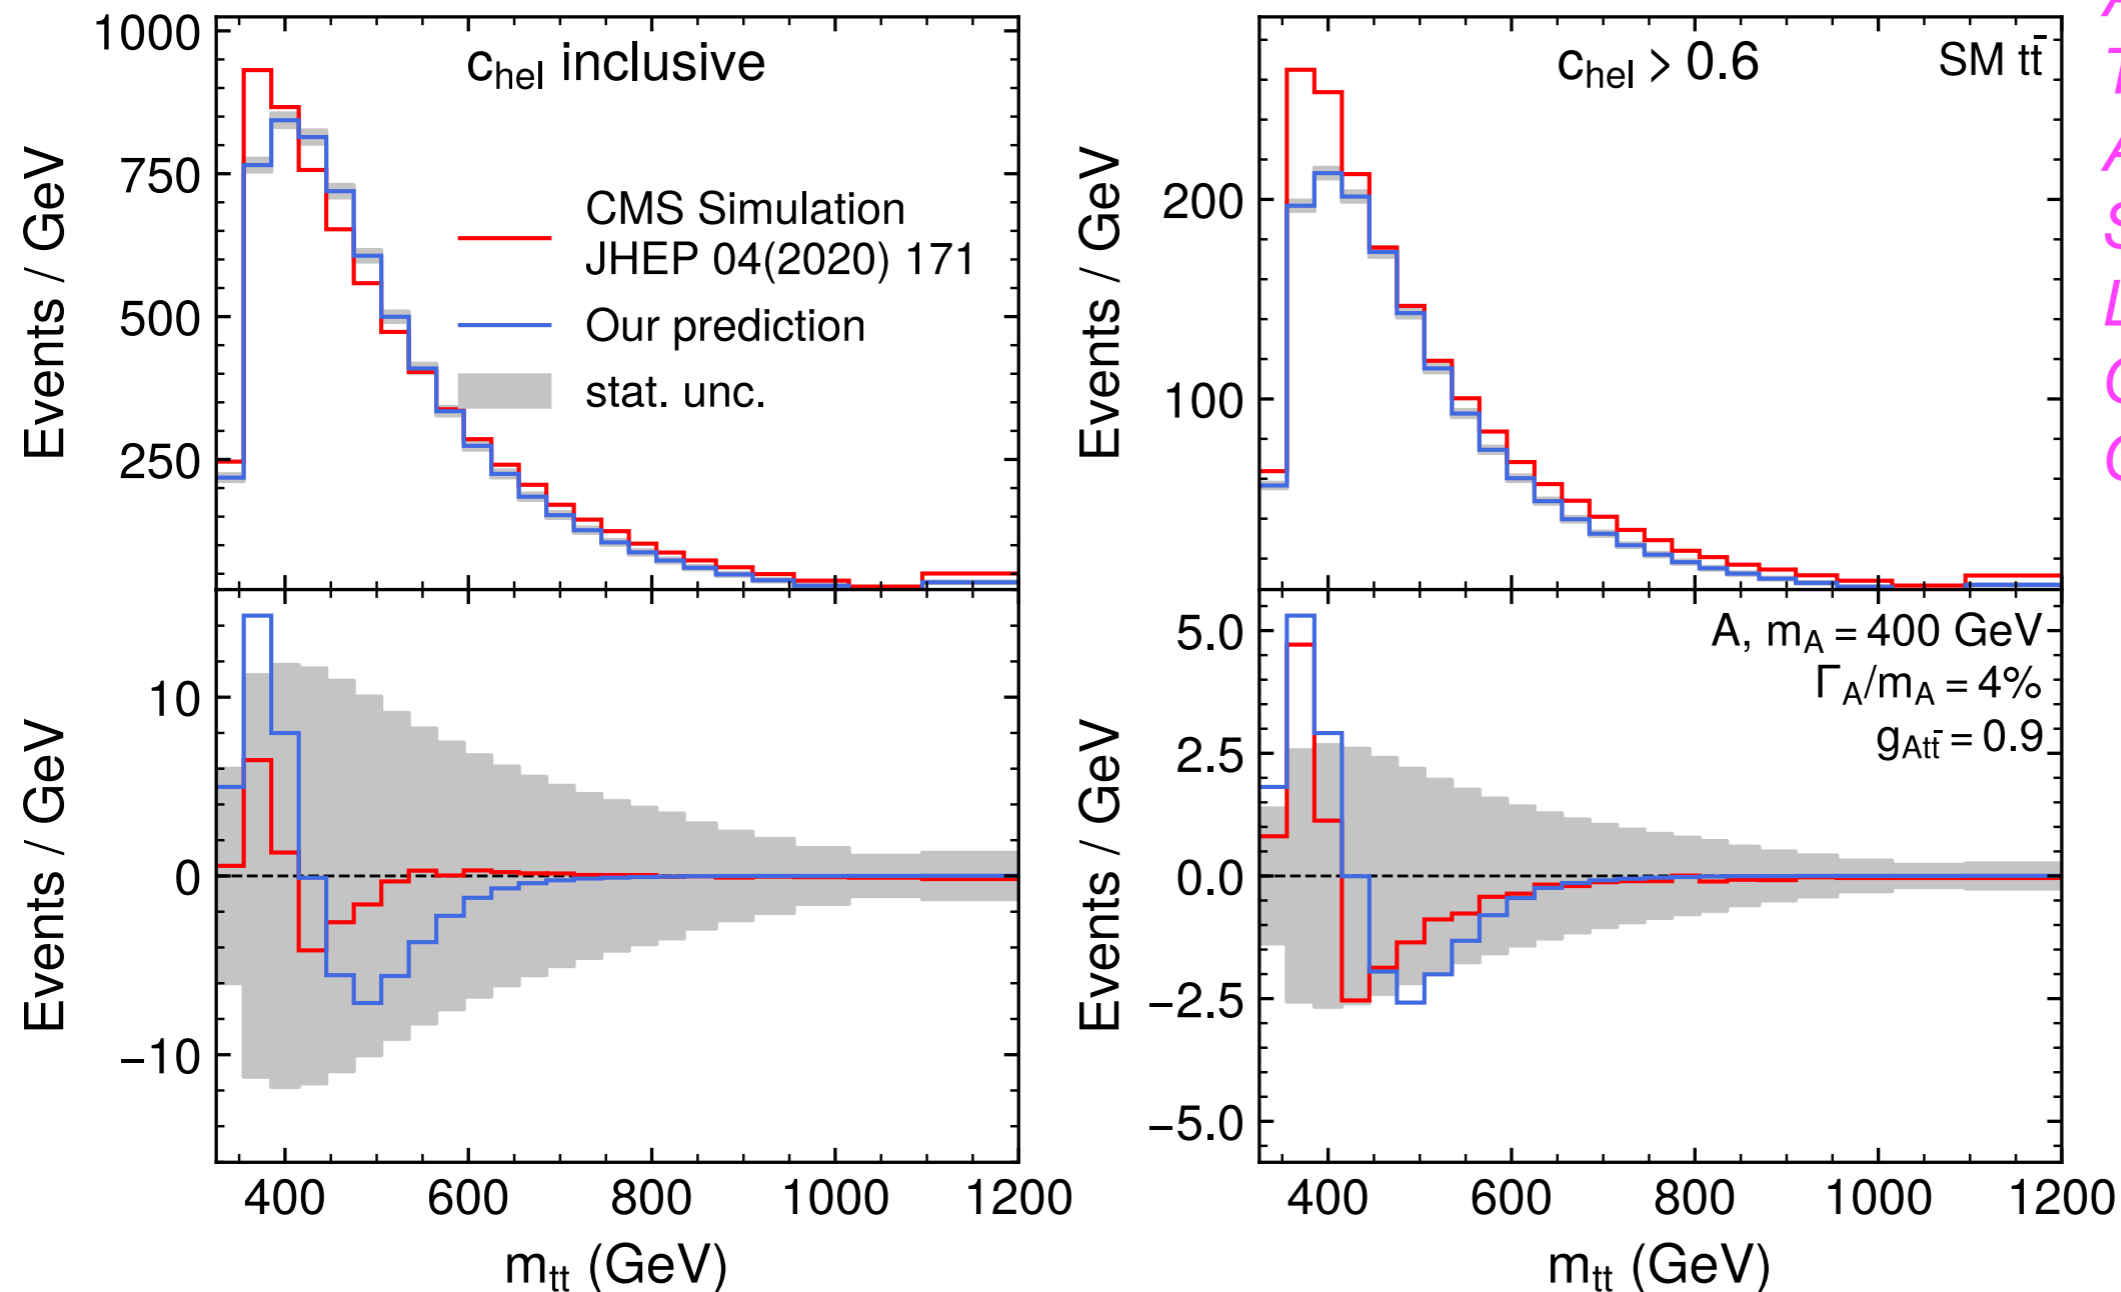 c_hel inclusive
1000
750
500
250
Events / GeV
CMS Simulation
JHEP 04(2020) 171
Our prediction
stat. unc.
c_hel > 0.6
SM tt̄
200
100
Events / GeV
10
0
−10
Events / GeV
400 600 800 1000 1200
m_tt (GeV)
A, m_A = 400 GeV
Γ_A/m_A = 4%
g_Att̄ = 0.9
5.0
2.5
0.0
−2.5
−5.0
Events / GeV
400 600 800 1000 1200
m_tt (GeV)